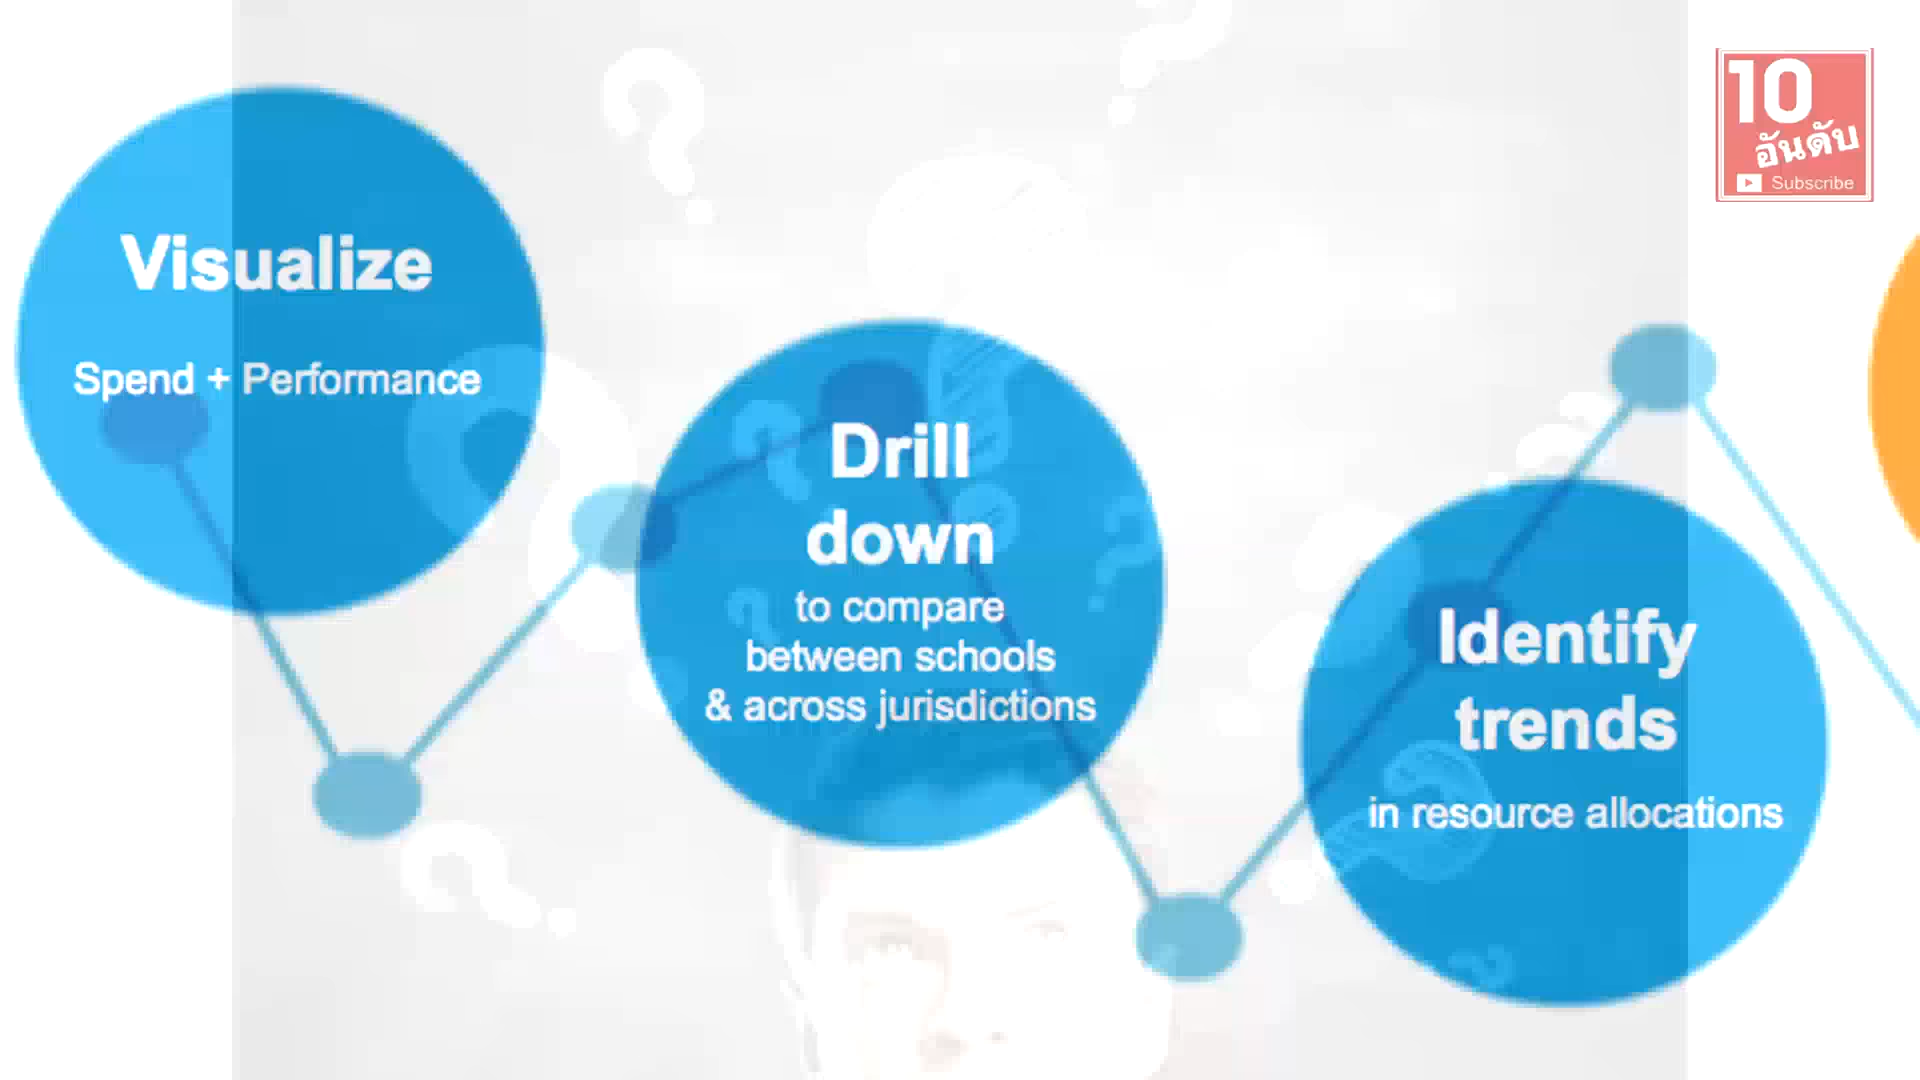 Visualize
Spend + Performance
Drill
down
to compare
between schools
& across jurisdictions
Identify
trends
in resource allocations
10
อันดับ
Subscribe